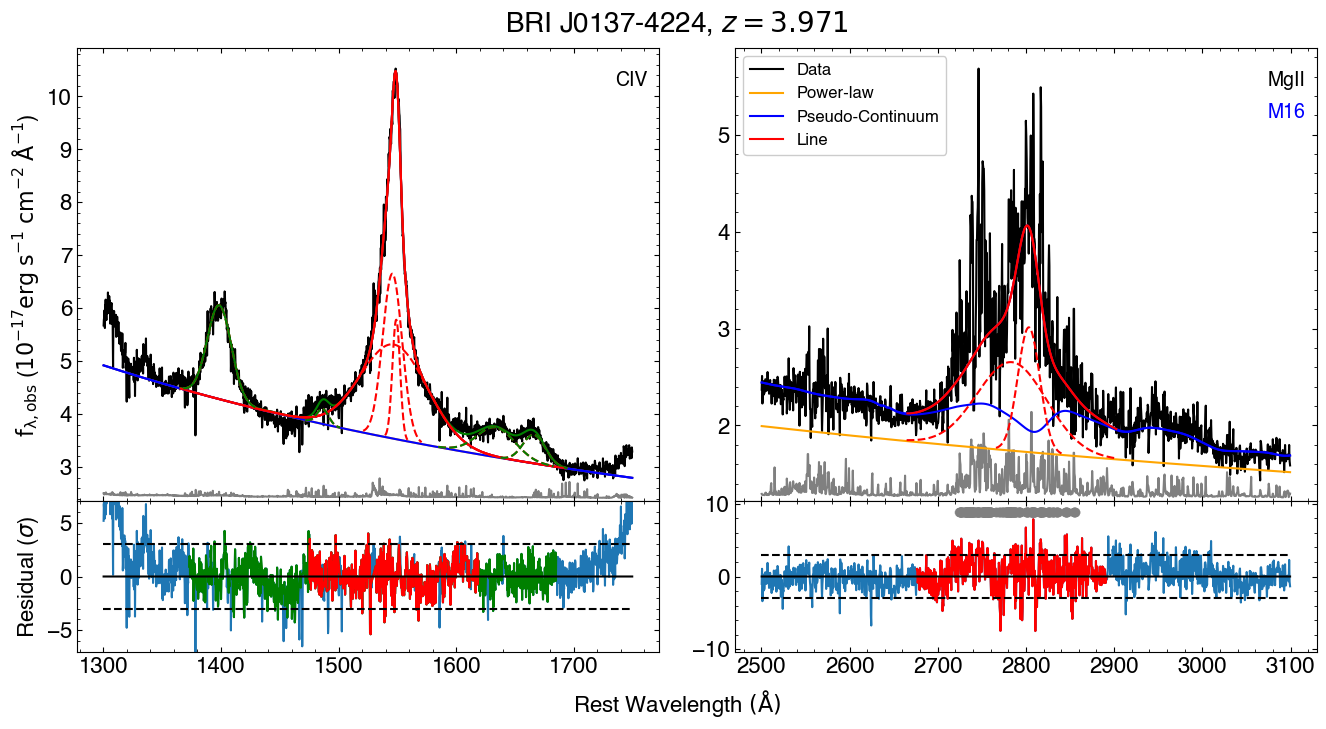 BRI J0137-4224, z = 3.971
CIV
10
9
8
7
6
5
4
3
f_λ,obs (10⁻¹⁷erg s⁻¹ cm⁻² Å⁻¹)
Data
Power-law
Pseudo-Continuum
Line
MgII
M16
5
4
3
2
5
0
−5
Residual (σ)
10
0
−10
1300 1400 1500 1600 1700
2500 2600 2700 2800 2900 3000 3100
Rest Wavelength (Å)